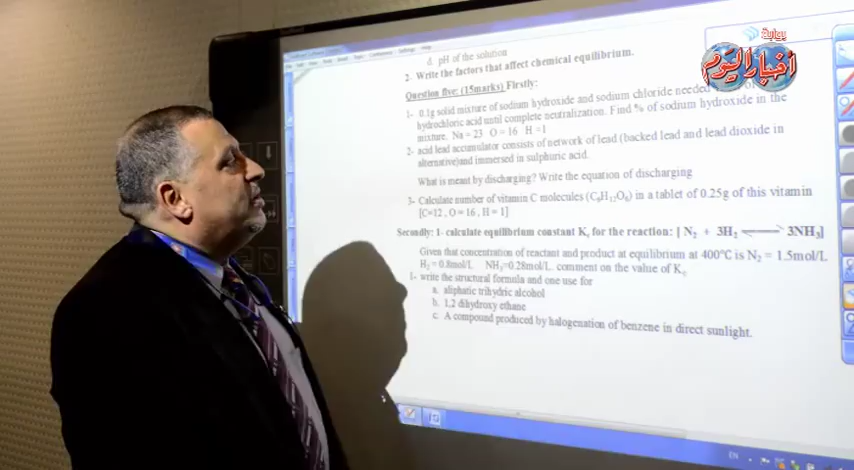 بوابة
أخبار اليوم
d. pH of the solution
2- Write the factors that affect chemical equilibrium.
Question five: (15marks) Firstly:
1- 0.1g solid mixture of sodium hydroxide and sodium chloride needed
hydrochloric acid until complete neutralization. Find % of sodium hydroxide in the
mixture. Na = 23 O = 16 H = 1
2- acid lead accumulator consists of network of lead (backed lead and lead dioxide in
alternative)and immersed in sulphuric acid.
What is meant by discharging? Write the equation of discharging
3- Calculate number of vitamin C molecules (C₆H₁₂O₆) in a tablet of 0.25g of this vitamin
[C=12 , O = 16 , H = 1]
Secondly: 1- calculate equilibrium constant Kc for the reaction: [ N₂ + 3H₂ ⇌ 3NH₃]
Given that concentration of reactant and product at equilibrium at 400°C is N₂ = 1.5mol/L
H₂ = 0.8mol/L NH₃=0.28mol/L. comment on the value of Kc
1- write the structural formula and one use for
a. aliphatic trihydric alcohol
b. 1,2 dihydroxy ethane
c. A compound produced by halogenation of benzene in direct sunlight.
EN